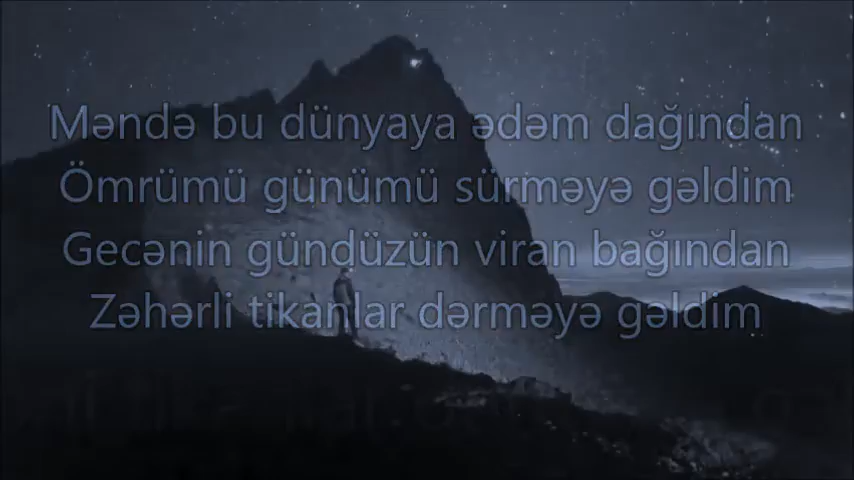 Məndə bu dünyaya ədəm dağından
Ömrümü günümü sürməyə gəldim
Gecənin gündüzün viran bağından
Zəhərli tikanlar dərməyə gəldim